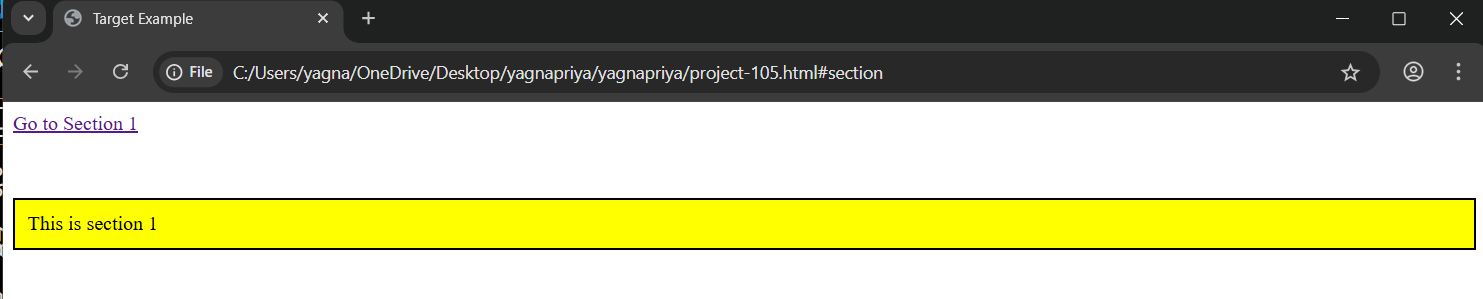 Target Example
File
C:/Users/yagna/OneDrive/Desktop/yagnapriya/yagnapriya/project-105.html#section
Go to Section 1
This is section 1